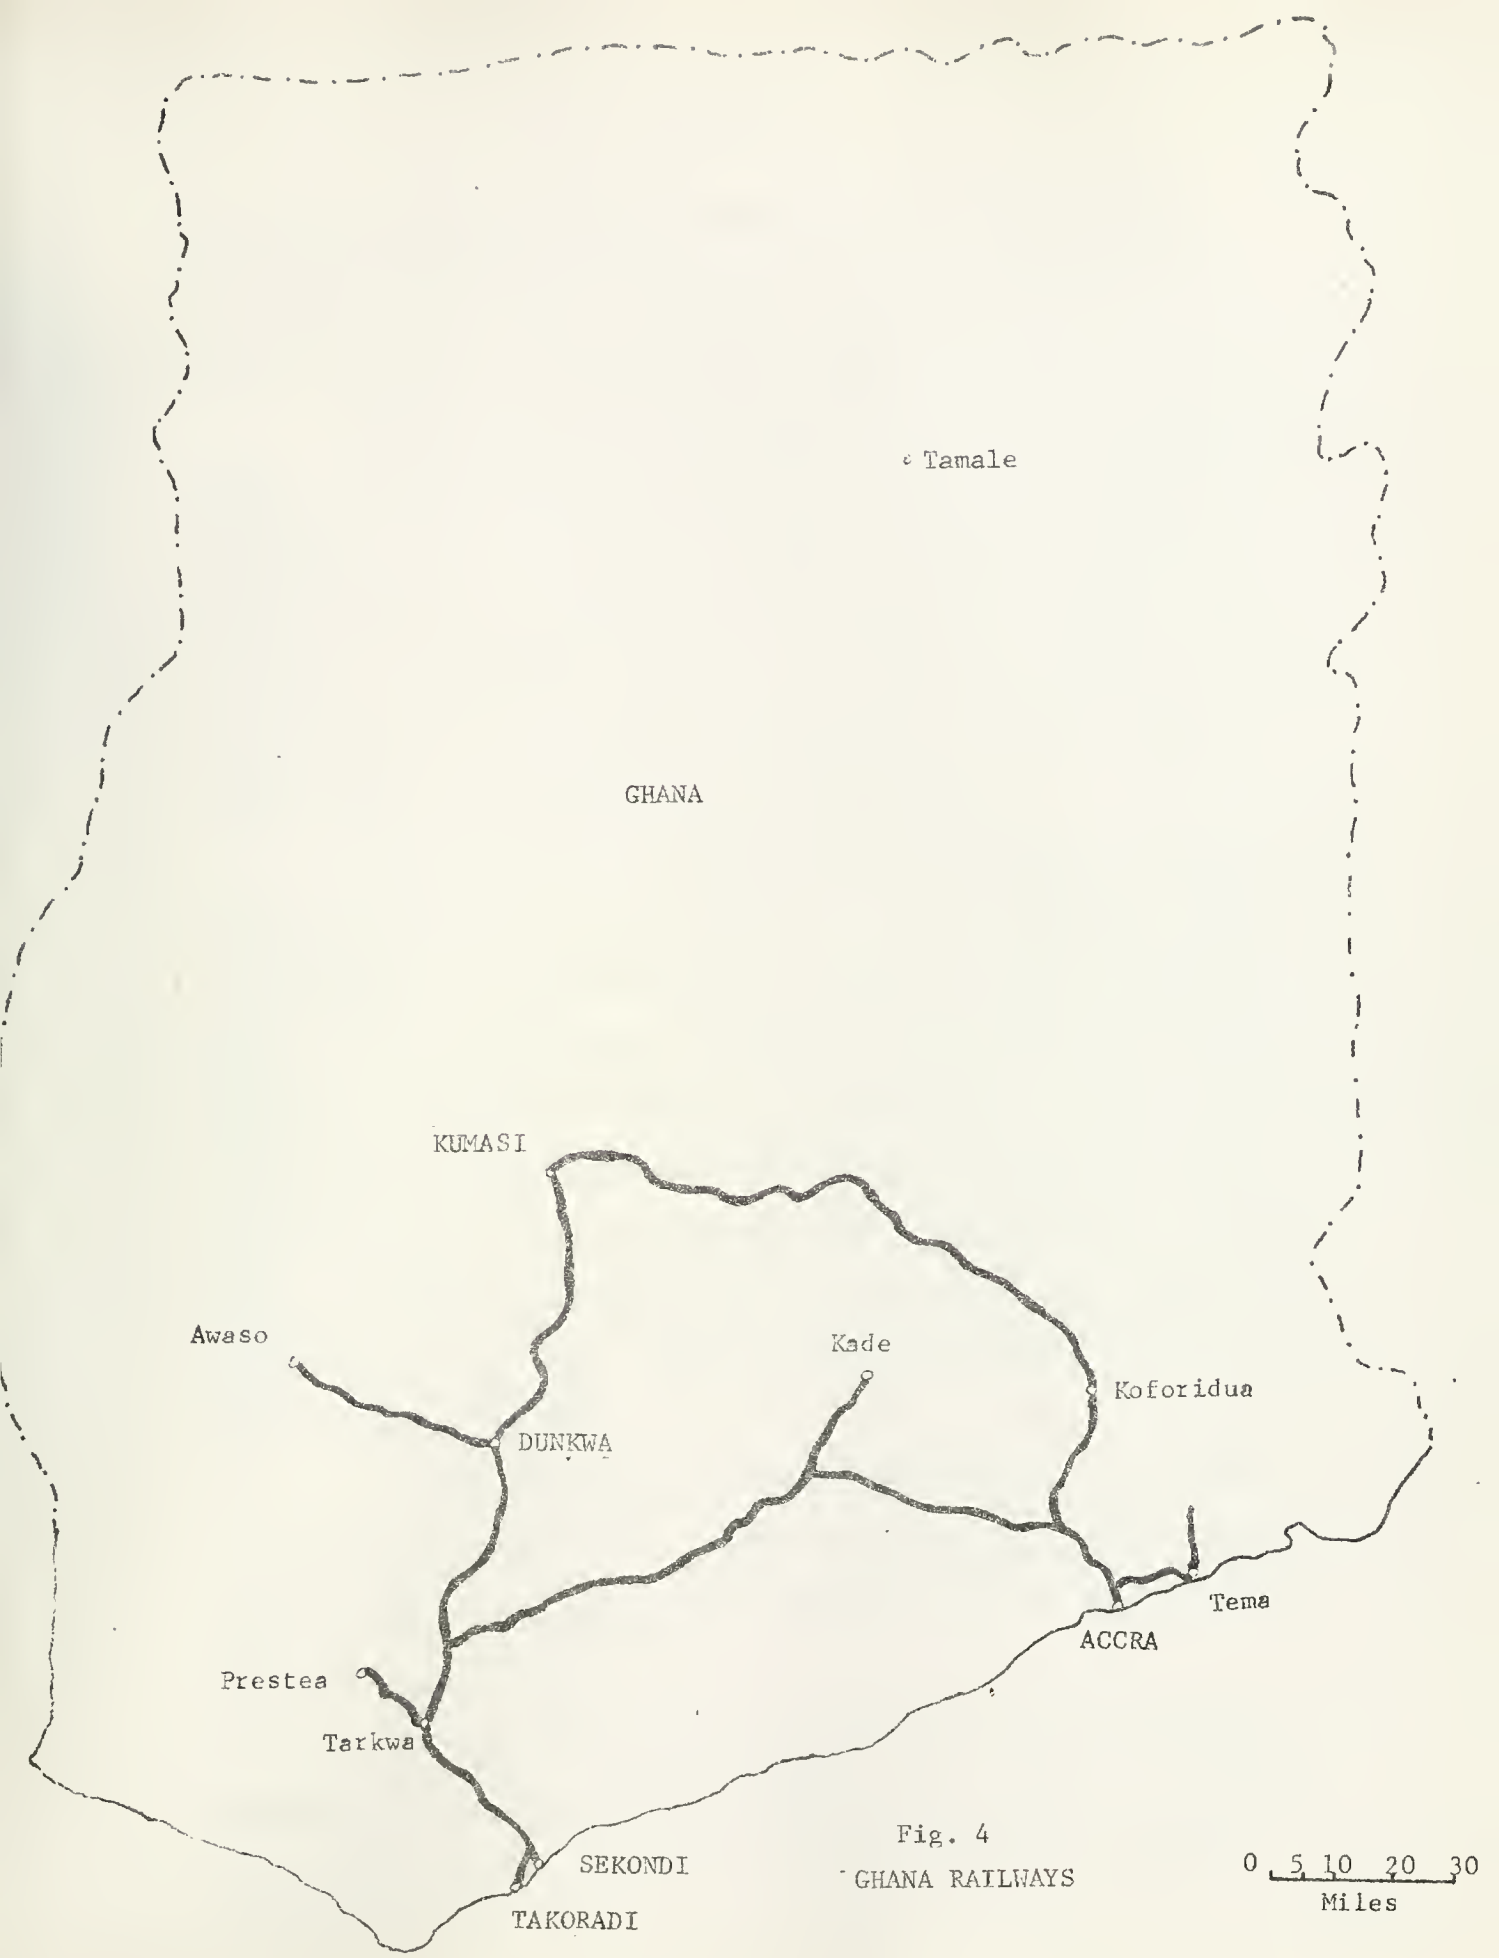 Tamale
GHANA
KUMASI
Awaso
Kade
Koforidua
DUNKWA
Tema
ACCRA
Prestea
Tarkwa
SEKONDI
TAKORADI
Fig. 4
GHANA RAILWAYS
0 5 10 20 30
Miles